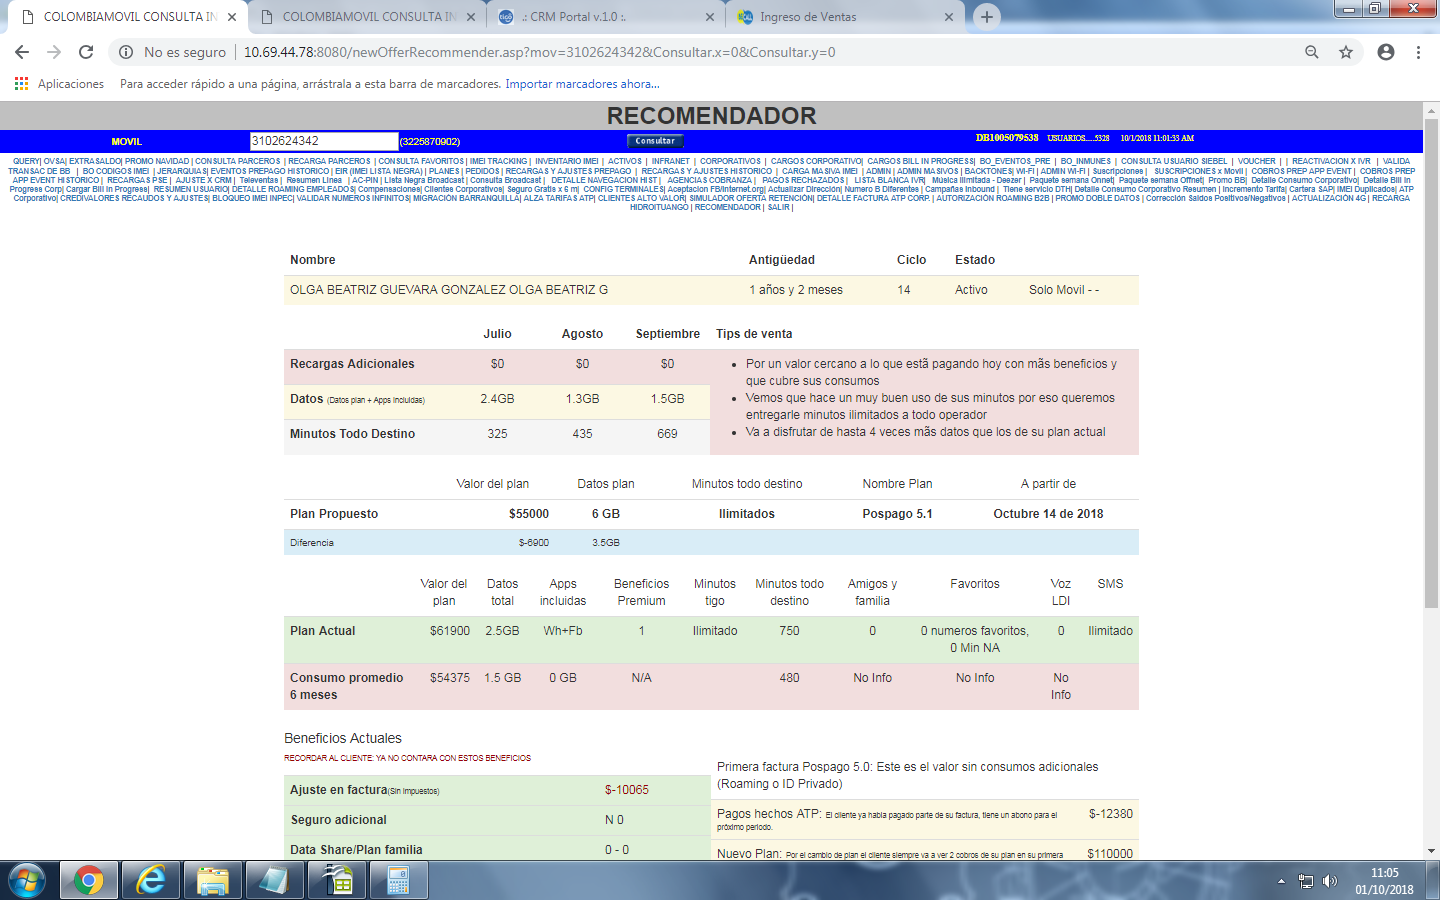 COLOMBIAMOVIL CONSULTA IN
COLOMBIAMOVIL CONSULTA IN
.: CRM Portal v.1.0 :.
Ingreso de Ventas
No es seguro
10.69.44.78:8080/newOfferRecommender.asp?mov=3102624342&Consultar.x=0&Consultar.y=0
Aplicaciones
Para acceder rápido a una página, arrástrala a esta barra de marcadores. Importar marcadores ahora...
RECOMENDADOR
MOVIL 3102624342 (3225870902) Consultar DB1005079538 USUARIOS.....5328 10/1/2018 11:01:33 AM
QUERY| OVSA| EXTRASALDO| PROMO NAVIDAD | CONSULTA PARCEROS | RECARGA PARCEROS | CONSULTA FAVORITOS | IMEI TRACKING | INVENTARIO IMEI | ACTIVOS | INFRANET | CORPORATIVOS | CARGOS CORPORATIVO| CARGOS BILL IN PROGRESS| BO_EVENTOS_PRE | BO_INMUNES | CONSULTA USUARIO SIEBEL | VOUCHER | | REACTIVACION X IVR | VALIDA
TRANSAC DE BB | BO CODIGOS IMEI | JERARQUIAS| EVENTOS PREPAGO HISTORICO | EIR (IMEI LISTA NEGRA) | PLANES | PEDIDOS | RECARGAS Y AJUSTES PREPAGO | RECARGAS Y AJUSTES HISTORICO | CARGA MASIVA IMEI | ADMIN | ADMIN MASIVOS | BACKTONES| WI-FI | ADMIN WI-FI | Suscripciones | SUSCRIPCIONES x Movil | COBROS PREP APP EVENT | COBROS PREP
APP EVENT HISTORICO | RECARGAS PSE | AJUSTE X CRM | Televentas | Resumen Linea | AC-PIN | Lista Negra Broadcast | Consulta Broadcast | DETALLE NAVEGACION HIST | AGENCIAS COBRANZA | PAGOS RECHAZADOS | LISTA BLANCA IVR| Música Ilimitada - Deezer | Paquete semana Onnet| Paquete semana Offnet| Promo BB| Detalle Consumo Corporativo| Detalle Bill In
Progress Corp| Cargar Bill In Progress| RESUMEN USUARIO| DETALLE ROAMING EMPLEADOS| Compensaciones| Clientes Corporativos| Seguro Gratis x 6 m| CONFIG TERMINALES| Aceptacion FB/Internet.org| Actualizar Dirección| Numero B Diferentes | Campañas Inbound | Tiene servicio DTH| Detalle Consumo Corporativo Resumen | Incremento Tarifa| Cartera SAP| IMEI Duplicados| ATP
Corporativo| CREDIVALORES RECAUDOS Y AJUSTES| BLOQUEO IMEI INPEC| VALIDAR NUMEROS INFINITOS| MIGRACIÓN BARRANQUILLA| ALZA TARIFAS ATP| CLIENTES ALTO VALOR| SIMULADOR OFERTA RETENCIÓN| DETALLE FACTURA ATP CORP. | AUTORIZACIÓN ROAMING B2B | PROMO DOBLE DATOS | Corrección Saldos Positivos/Negativos | ACTUALIZACIÓN 4G | RECARGA
HIDROITUANGO | RECOMENDADOR | SALIR |
Nombre Antigüedad Ciclo Estado
OLGA BEATRIZ GUEVARA GONZALEZ OLGA BEATRIZ G 1 años y 2 meses 14 Activo Solo Movil - -
Julio Agosto Septiembre Tips de venta
Recargas Adicionales $0 $0 $0
Datos (Datos plan + Apps Incluidas) 2.4GB 1.3GB 1.5GB
Minutos Todo Destino 325 435 669
• Por un valor cercano a lo que estã pagando hoy con mãs beneficios y
que cubre sus consumos
• Vemos que hace un muy buen uso de sus minutos por eso queremos
entregarle minutos ilimitados a todo operador
• Va a disfrutar de hasta 4 veces mãs datos que los de su plan actual
Valor del plan Datos plan Minutos todo destino Nombre Plan A partir de
Plan Propuesto $55000 6 GB Ilimitados Pospago 5.1 Octubre 14 de 2018
Diferencia $-6900 3.5GB
Valor del plan Datos total Apps incluidas Beneficios Premium Minutos tigo Minutos todo destino Amigos y familia Favoritos Voz LDI SMS
Plan Actual $61900 2.5GB Wh+Fb 1 Ilimitado 750 0 0 numeros favoritos, 0 Min NA 0 Ilimitado
Consumo promedio 6 meses $54375 1.5 GB 0 GB N/A 480 No Info No Info No Info
Beneficios Actuales
RECORDAR AL CLIENTE: YA NO CONTARA CON ESTOS BENEFICIOS
Ajuste en factura(Sin impuestos) $-10065
Seguro adicional N 0
Data Share/Plan familia 0 - 0
Primera factura Pospago 5.0: Este es el valor sin consumos adicionales
(Roaming o ID Privado)
Pagos hechos ATP: El cliente ya habia pagado parte de su factura, tiene un abono para el próximo periodo. $-12380
Nuevo Plan: Por el cambio de plan el cliente siempre va a ver 2 cobros de su plan en su primera $110000
11:05
01/10/2018